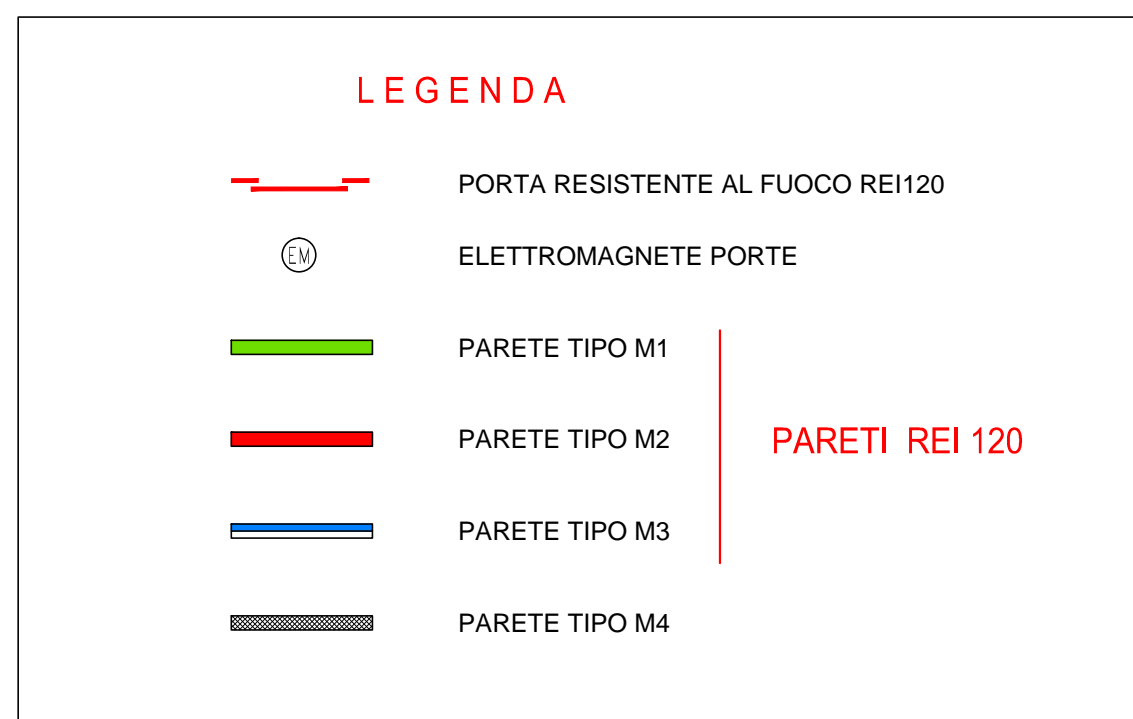 LEGENDA
PORTA RESISTENTE AL FUOCO REI120
EM ELETTROMAGNETE PORTE
PARETE TIPO M1
PARETE TIPO M2
PARETI REI 120
PARETE TIPO M3
PARETE TIPO M4